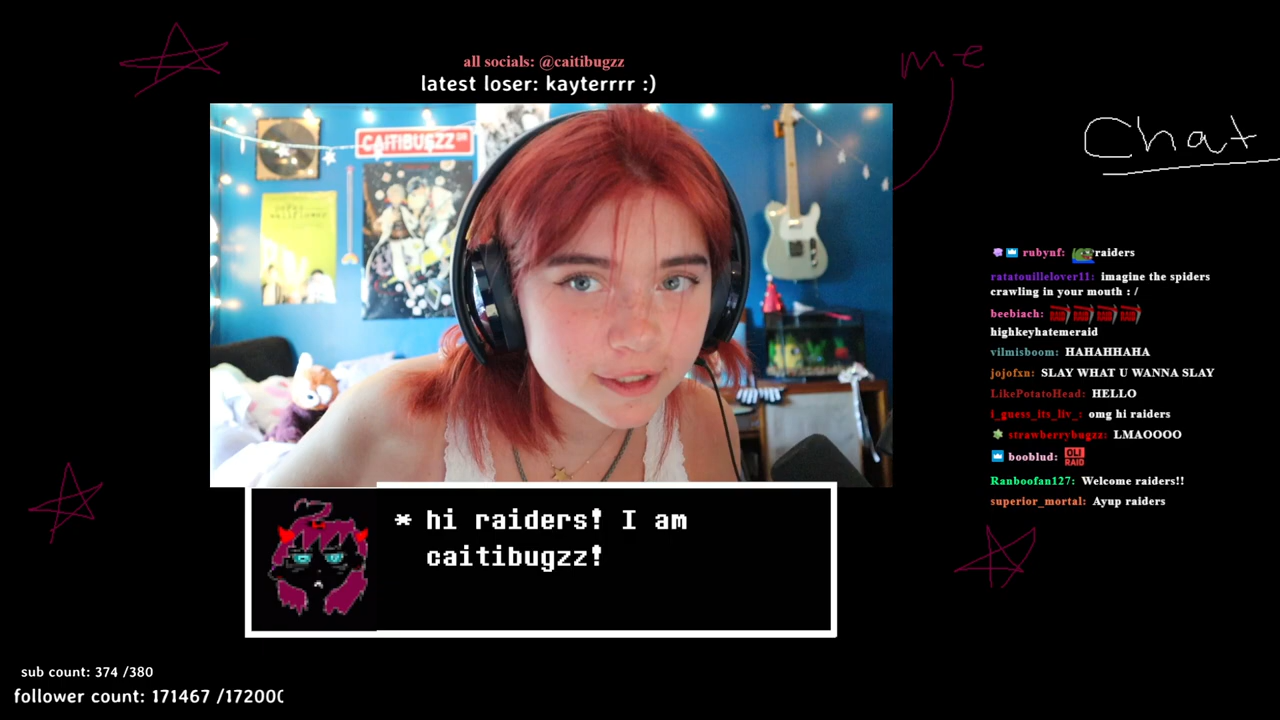 me
all socials: @caitibugzz
latest loser: kayterrrr :)
Chat
CAITIBUGZZ
rubynf: raiders
ratatouillelover11: imagine the spiders
crawling in your mouth : /
beebiach: RAID RAID RAID RAID
highkeyhatemeraid
vilmisboom: HAHAHHAHA
jojofxn: SLAY WHAT U WANNA SLAY
LikePotatoHead: HELLO
i_guess_its_liv_: omg hi raiders
strawberrybugzz: LMAOOOO
booblud: OLI
RAID
Ranboofan127: Welcome raiders!!
superior_mortal: Ayup raiders
* hi raiders! I am
caitibugzz!
sub count: 374 /380
follower count: 171467 /172000